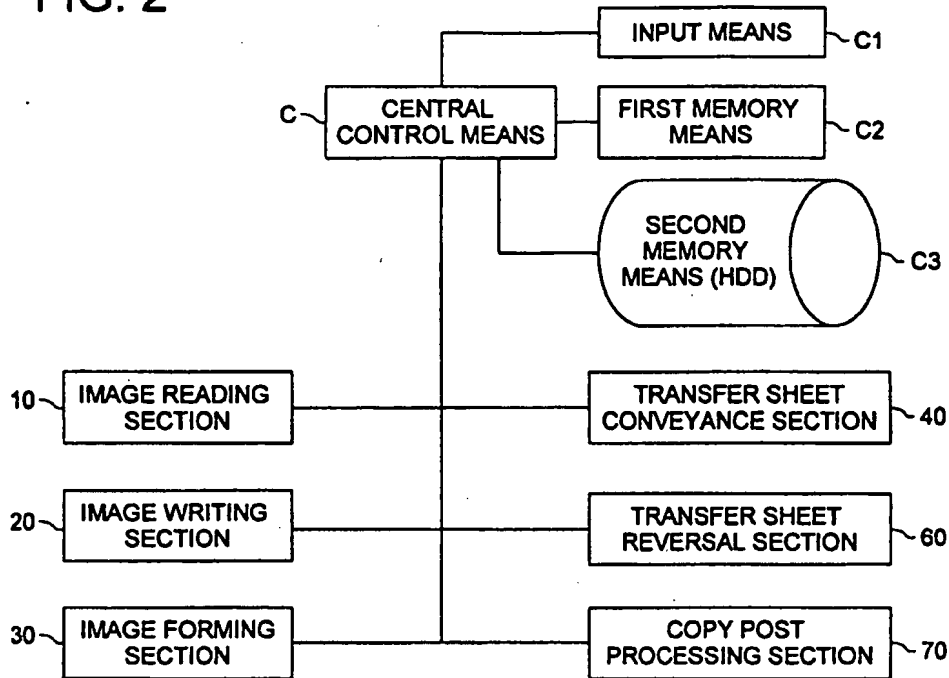 FIG. 2
INPUT MEANS
C1
C
CENTRAL
CONTROL MEANS
FIRST MEMORY
MEANS
C2
SECOND
MEMORY
MEANS (HDD)
C3
10
IMAGE READING
SECTION
TRANSFER SHEET
CONVEYANCE SECTION
40
20
IMAGE WRITING
SECTION
TRANSFER SHEET
REVERSAL SECTION
60
30
IMAGE FORMING
SECTION
COPY POST
PROCESSING SECTION
70